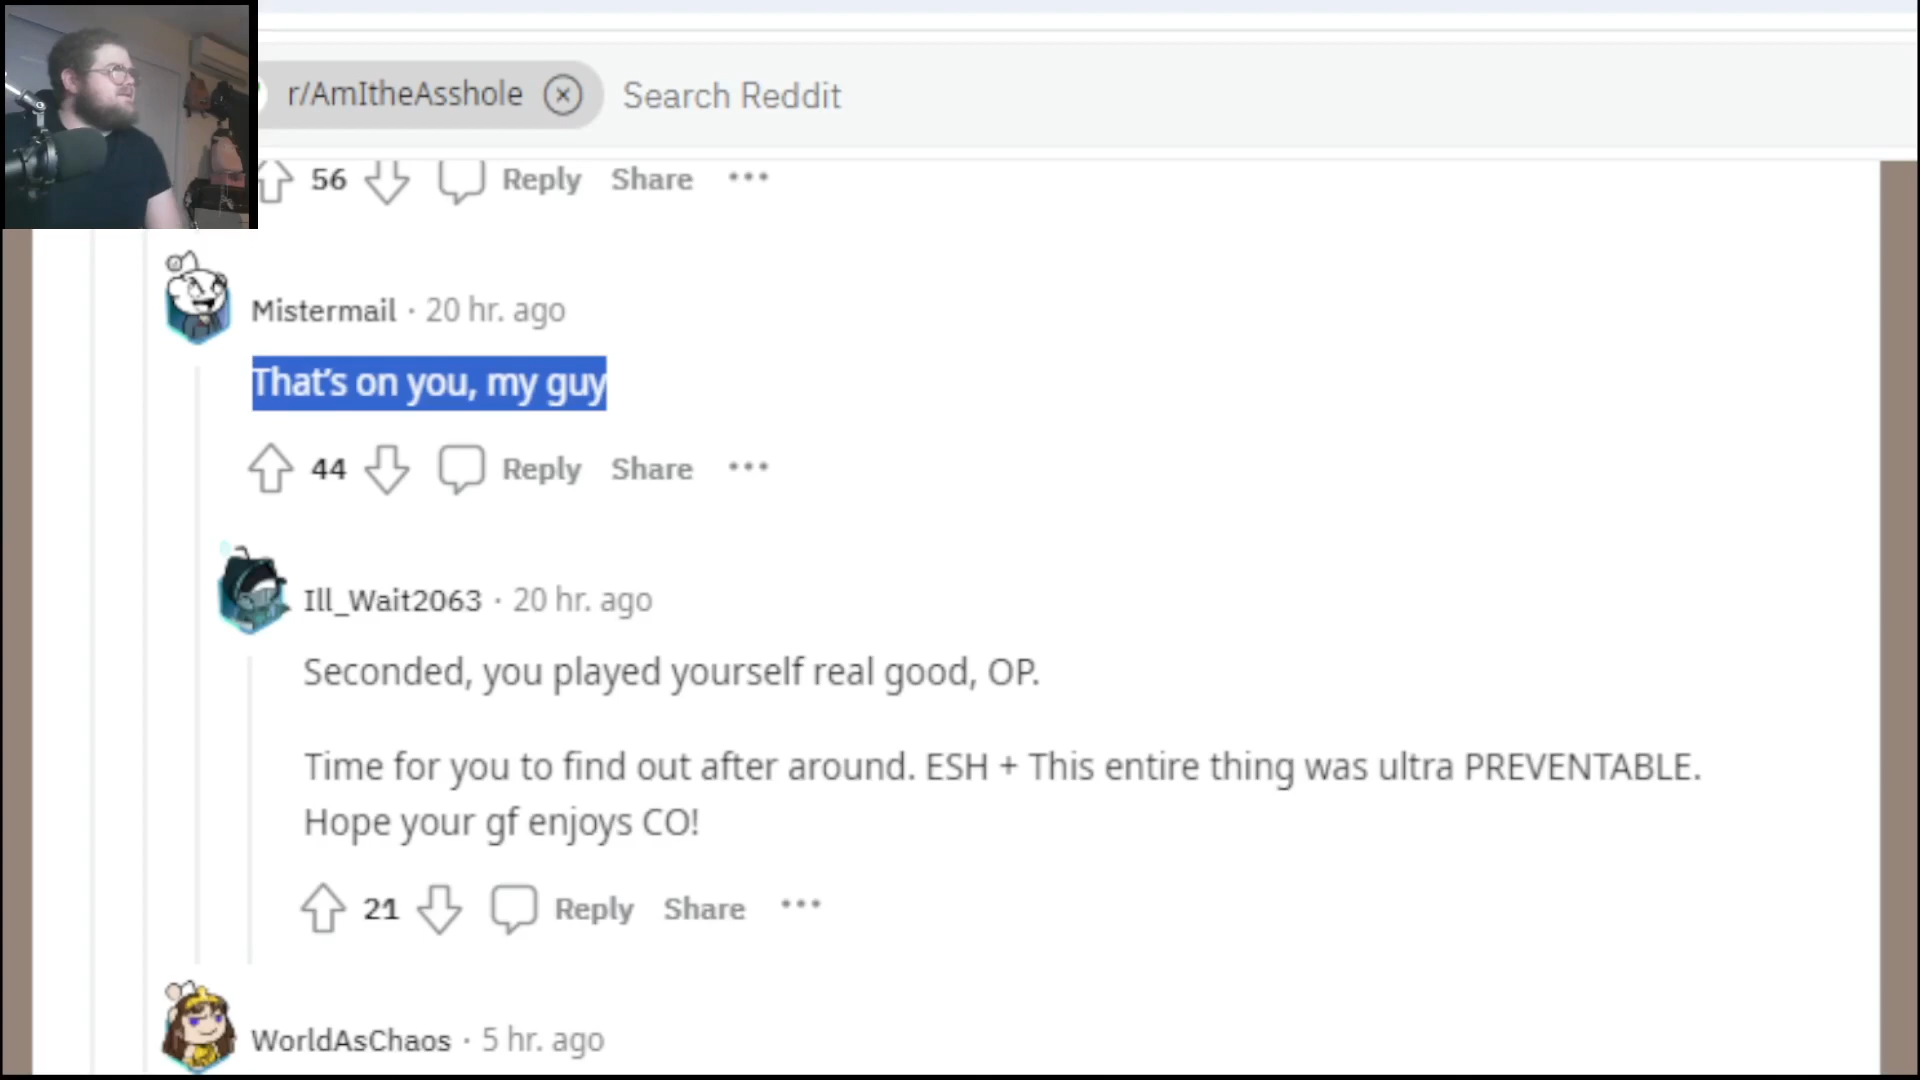 r/AmItheAsshole Search Reddit
56 Reply Share
Mistermail · 20 hr. ago
That’s on you, my guy
44 Reply Share
Ill_Wait2063 · 20 hr. ago
Seconded, you played yourself real good, OP.
Time for you to find out after around. ESH + This entire thing was ultra PREVENTABLE.
Hope your gf enjoys CO!
21 Reply Share
WorldAsChaos · 5 hr. ago